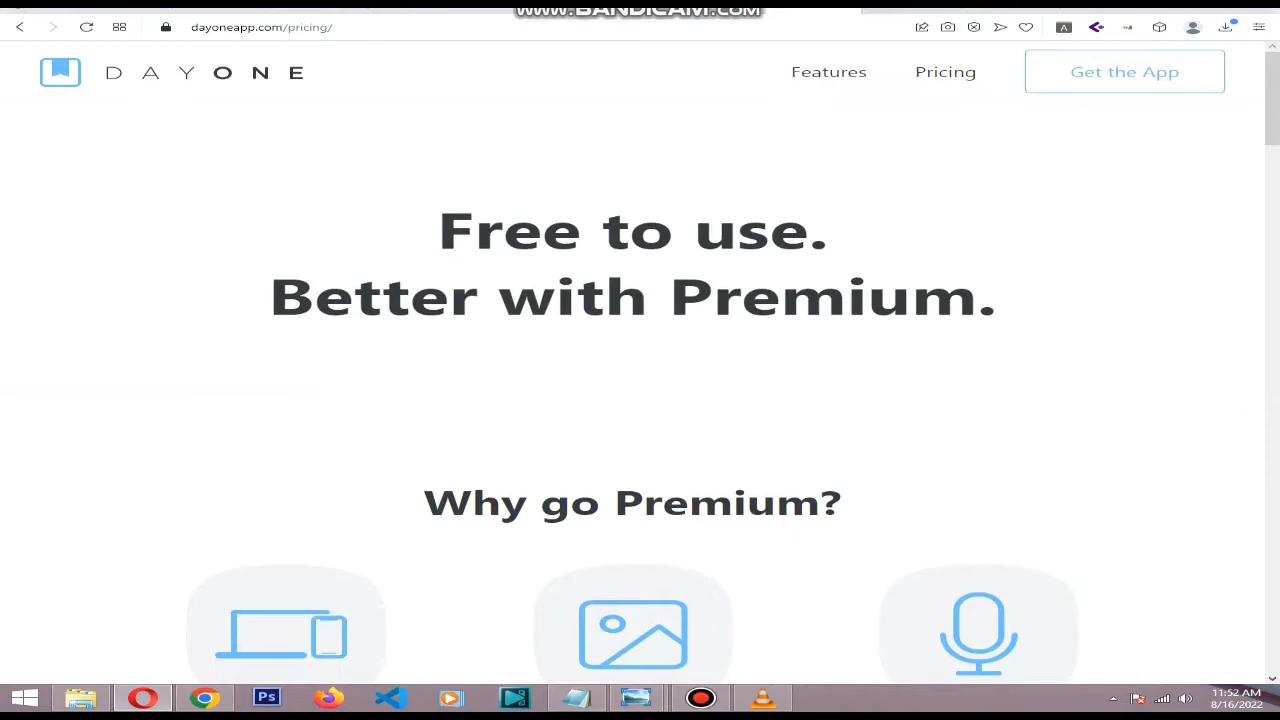 www.BANDICAM.com
dayoneapp.com/pricing/
A
DAYONE
Features
Pricing
Get the App
Free to use.
Better with Premium.
Why go Premium?
Ps
11:52 AM
8/16/2022